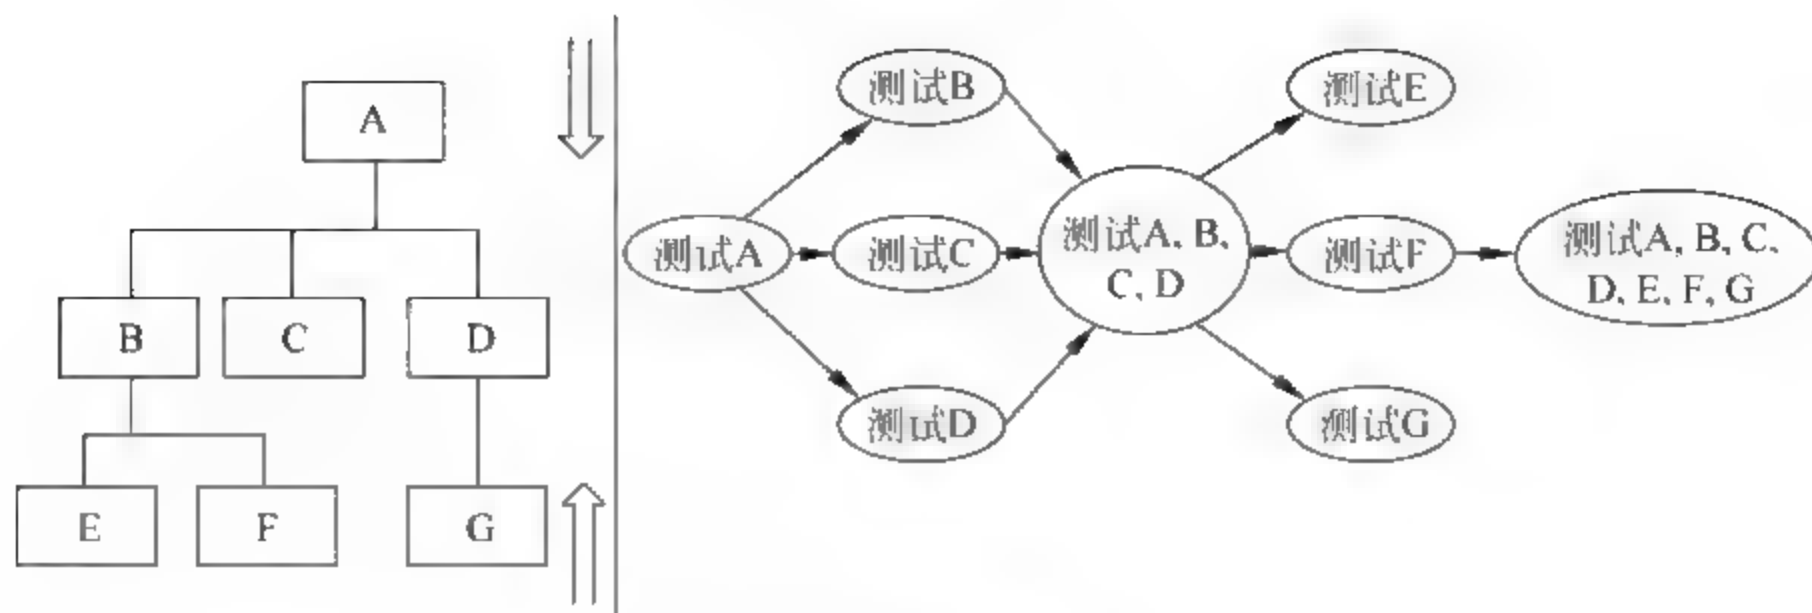 A
B
C
D
E
F
G
测试A
测试B
测试C
测试D
测试A, B,
C, D
测试E
测试F
测试G
测试A, B, C,
D, E, F, G